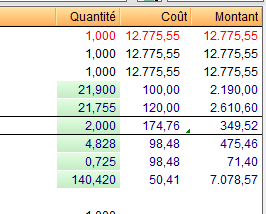 Quantité Coût Montant
1,000 12.775,55 12.775,55
1,000 12.775,55 12.775,55
1,000 12.775,55 12.775,55
21,900 100,00 2.190,00
21,755 120,00 2.610,60
2,000 174,76 349,52
4,828 98,48 475,46
0,725 98,48 71,40
140,420 50,41 7.078,57